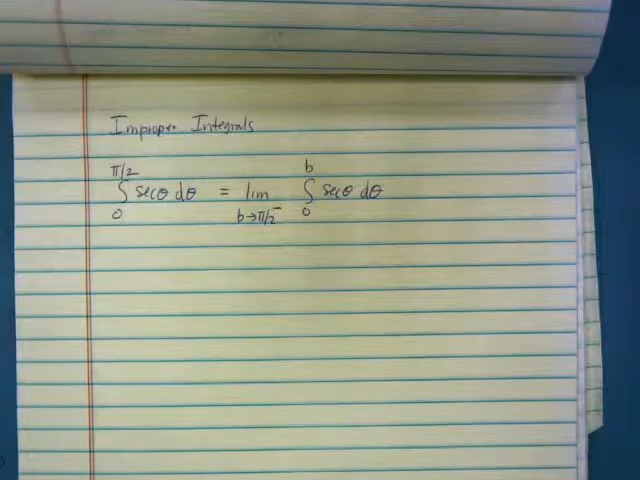 Improper Integrals
π/2 b
∫ secθ dθ = lim ∫ secθ dθ
0 b→π/2⁻ 0